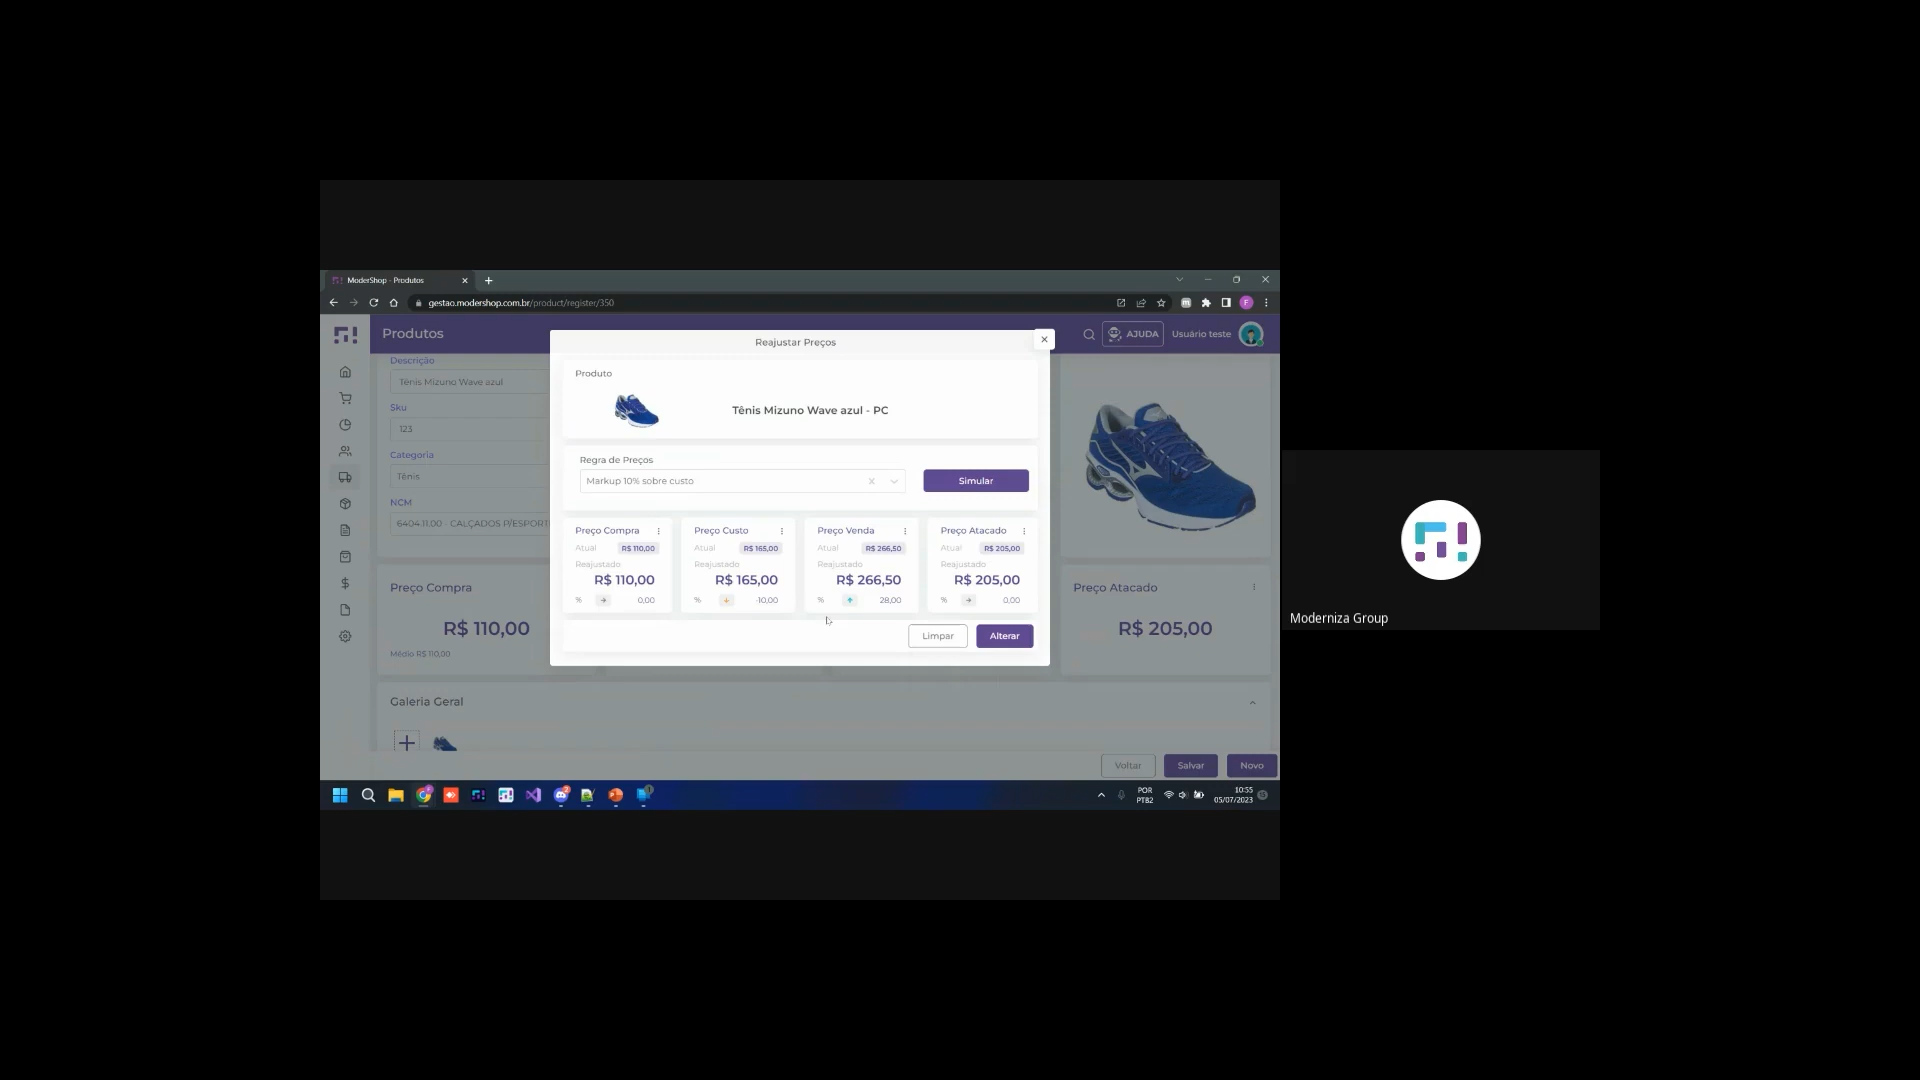 ModerShop - Produtos
gestao.modershop.com.br/product/register/350
Produtos
AJUDA
Usuário teste
Reajustar Preços
Descrição
Tênis Mizuno Wave azul
Sku
123
Categoria
Tênis
NCM
6404.11.00 - CALÇADOS P/ESPORT
Produto
Tênis Mizuno Wave azul - PC
Regra de Preços
Markup 10% sobre custo
Simular
Preço Compra
Atual R$ 110,00
Reajustado
R$ 110,00
% 0,00
Preço Custo
Atual R$ 165,00
Reajustado
R$ 165,00
% -10,00
Preço Venda
Atual R$ 266,50
Reajustado
R$ 266,50
% 28,00
Preço Atacado
Atual R$ 205,00
Reajustado
R$ 205,00
% 0,00
Limpar
Alterar
Preço Compra
R$ 110,00
Médio R$ 110,00
Preço Atacado
R$ 205,00
Galeria Geral
Voltar
Salvar
Novo
POR
PTB2
10:55
05/07/2023
Moderniza Group